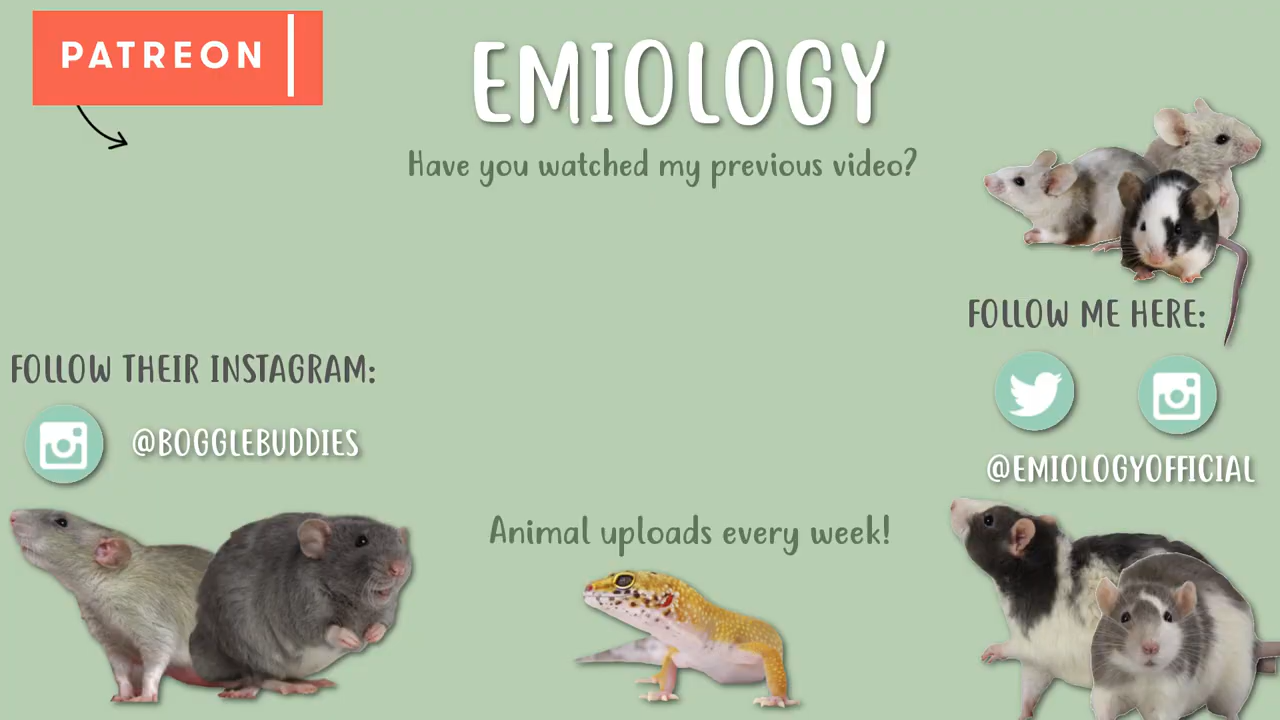 PATREON
EMIOLOGY
Have you watched my previous video?
FOLLOW ME HERE:
FOLLOW THEIR INSTAGRAM:
@BOGGLEBUDDIES
@EMIOLOGYOFFICIAL
Animal uploads every week!